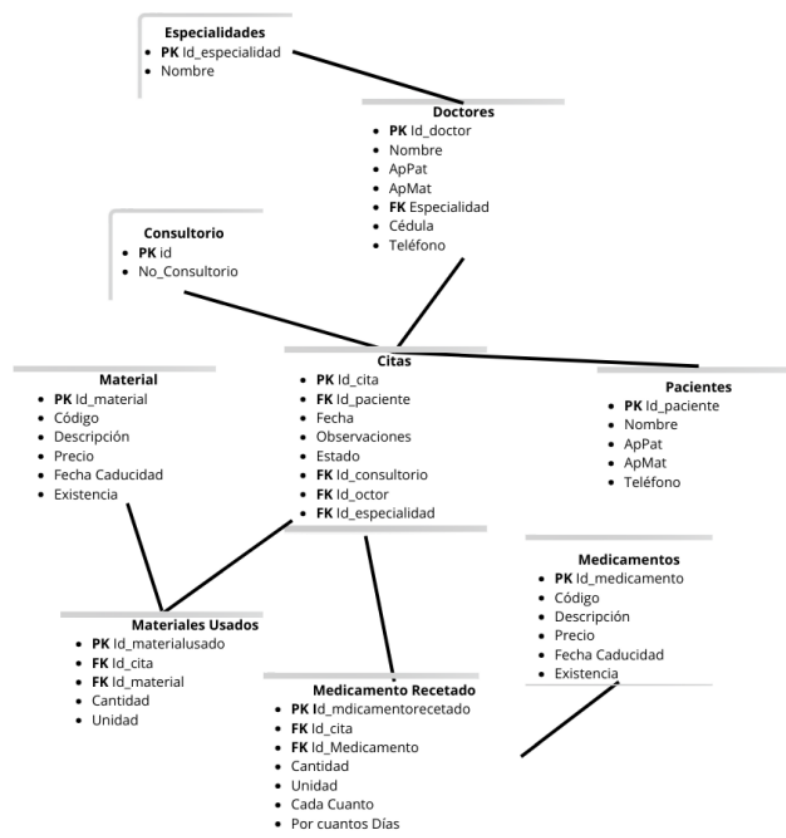 Especialidades
• PK Id_especialidad
• Nombre
Doctores
• PK Id_doctor
• Nombre
• ApPat
• ApMat
• FK Especialidad
• Cédula
• Teléfono
Consultorio
• PK id
• No_Consultorio
Citas
• PK Id_cita
• FK Id_paciente
• Fecha
• Observaciones
• Estado
• FK Id_consultorio
• FK Id_octor
• FK Id_especialidad
Material
• PK Id_material
• Código
• Descripción
• Precio
• Fecha Caducidad
• Existencia
Pacientes
• PK Id_paciente
• Nombre
• ApPat
• ApMat
• Teléfono
Medicamentos
• PK Id_medicamento
• Código
• Descripción
• Precio
• Fecha Caducidad
• Existencia
Materiales Usados
• PK Id_materialusado
• FK Id_cita
• FK Id_material
• Cantidad
• Unidad
Medicamento Recetado
• PK Id_mdicamentorecetado
• FK Id_cita
• FK Id_Medicamento
• Cantidad
• Unidad
• Cada Cuanto
• Por cuantos Días